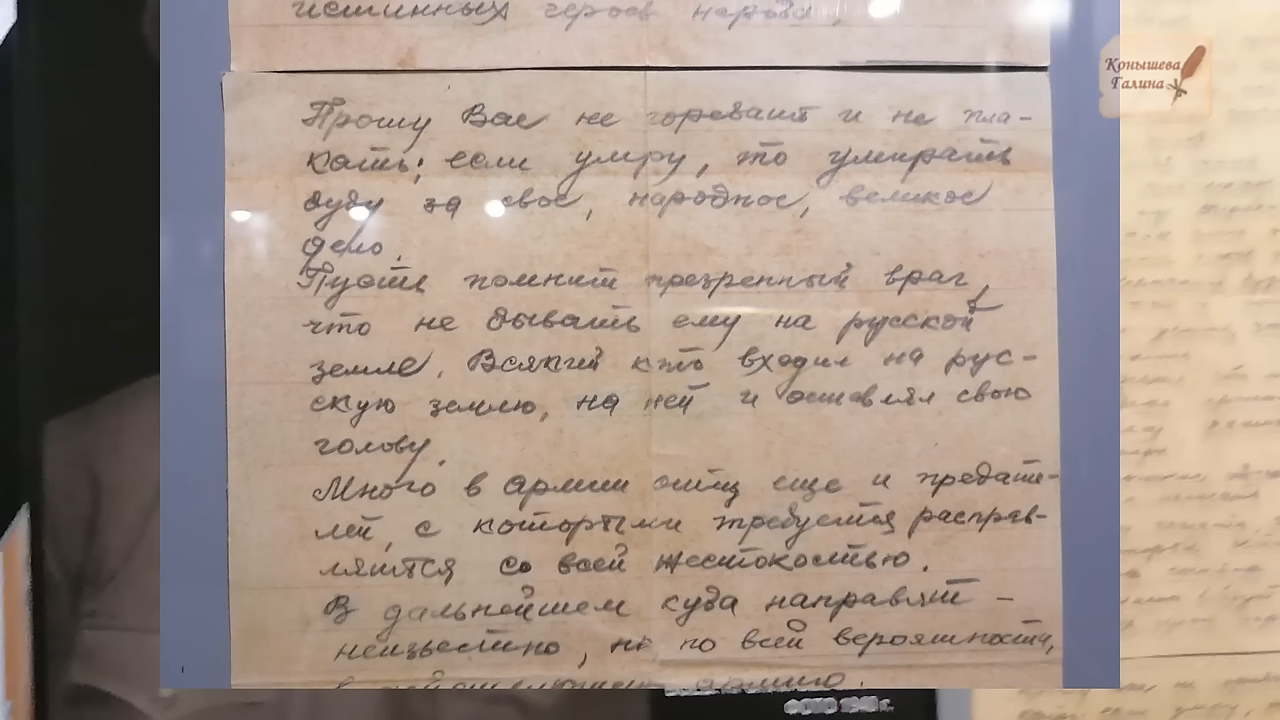 истинных героев народа,
Прошу Вас не горевать и не пла-
кать; если умру, то умирать
буду за свое, народное, великое
дело.
Пусть помнит презренный враг,
что не бывать ему на русской
земле. Всякий кто входил на рус-
скую землю, на ней и оставлял свою
голову.
Много в армии еще и предате-
лей, с которыми требуется расправ-
лятся со всей жестокостью.
В дальнейшем куда направят -
неизвестно, но по всей вероятности,
армию.
Конышева
Галина